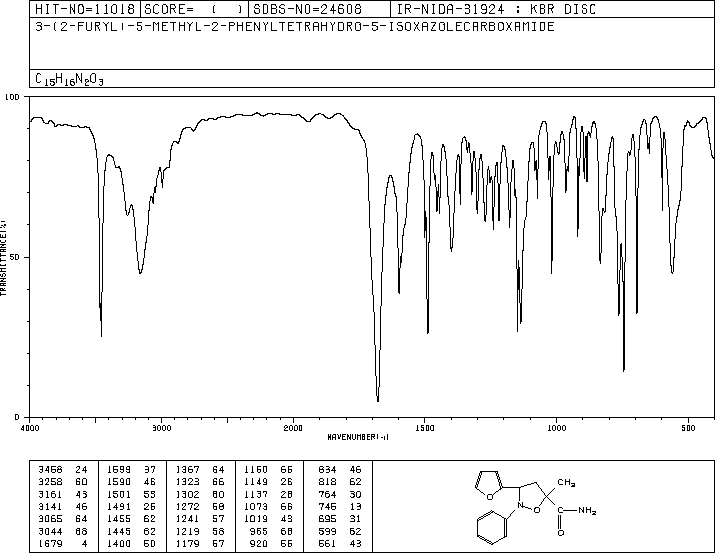 HIT-NO=11018 SCORE= ( ) SDBS-NO=24608 IR-NIDA-31924 : KBR DISC
3-(2-FURYL)-5-METHYL-2-PHENYLTETRAHYDRO-5-ISOXAZOLECARBOXAMIDE
C15H16N2O3
100
50
0
TRANSMITTANCE(%)
4000 3000 2000 1500 1000 500
WAVENUMBER(-1)
3468 24 1599 37 1367 64 1160 66 834 46
3258 60 1590 46 1323 66 1149 26 818 62
3161 43 1501 55 1302 60 1137 28 764 30
3141 46 1491 26 1272 58 1073 66 746 13
3065 64 1455 62 1241 57 1019 43 695 31
3044 68 1445 62 1219 58 965 68 599 62
1679 4 1400 50 1179 57 920 55 561 43
CH3
O
N
O
C—NH2
O